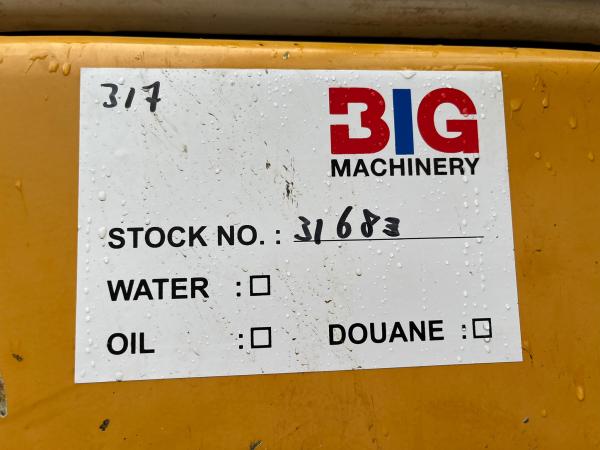 317
BIG
MACHINERY
STOCK NO. : 31683
WATER : ☐
OIL : ☐ DOUANE : ☐